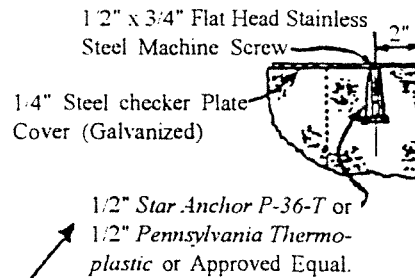 1/2" x 3/4" Flat Head Stainless
Steel Machine Screw
2"
1/4" Steel checker Plate
Cover (Galvanized)
1/2" Star Anchor P-36-T or
1/2" Pennsylvania Thermo-
plastic or Approved Equal.